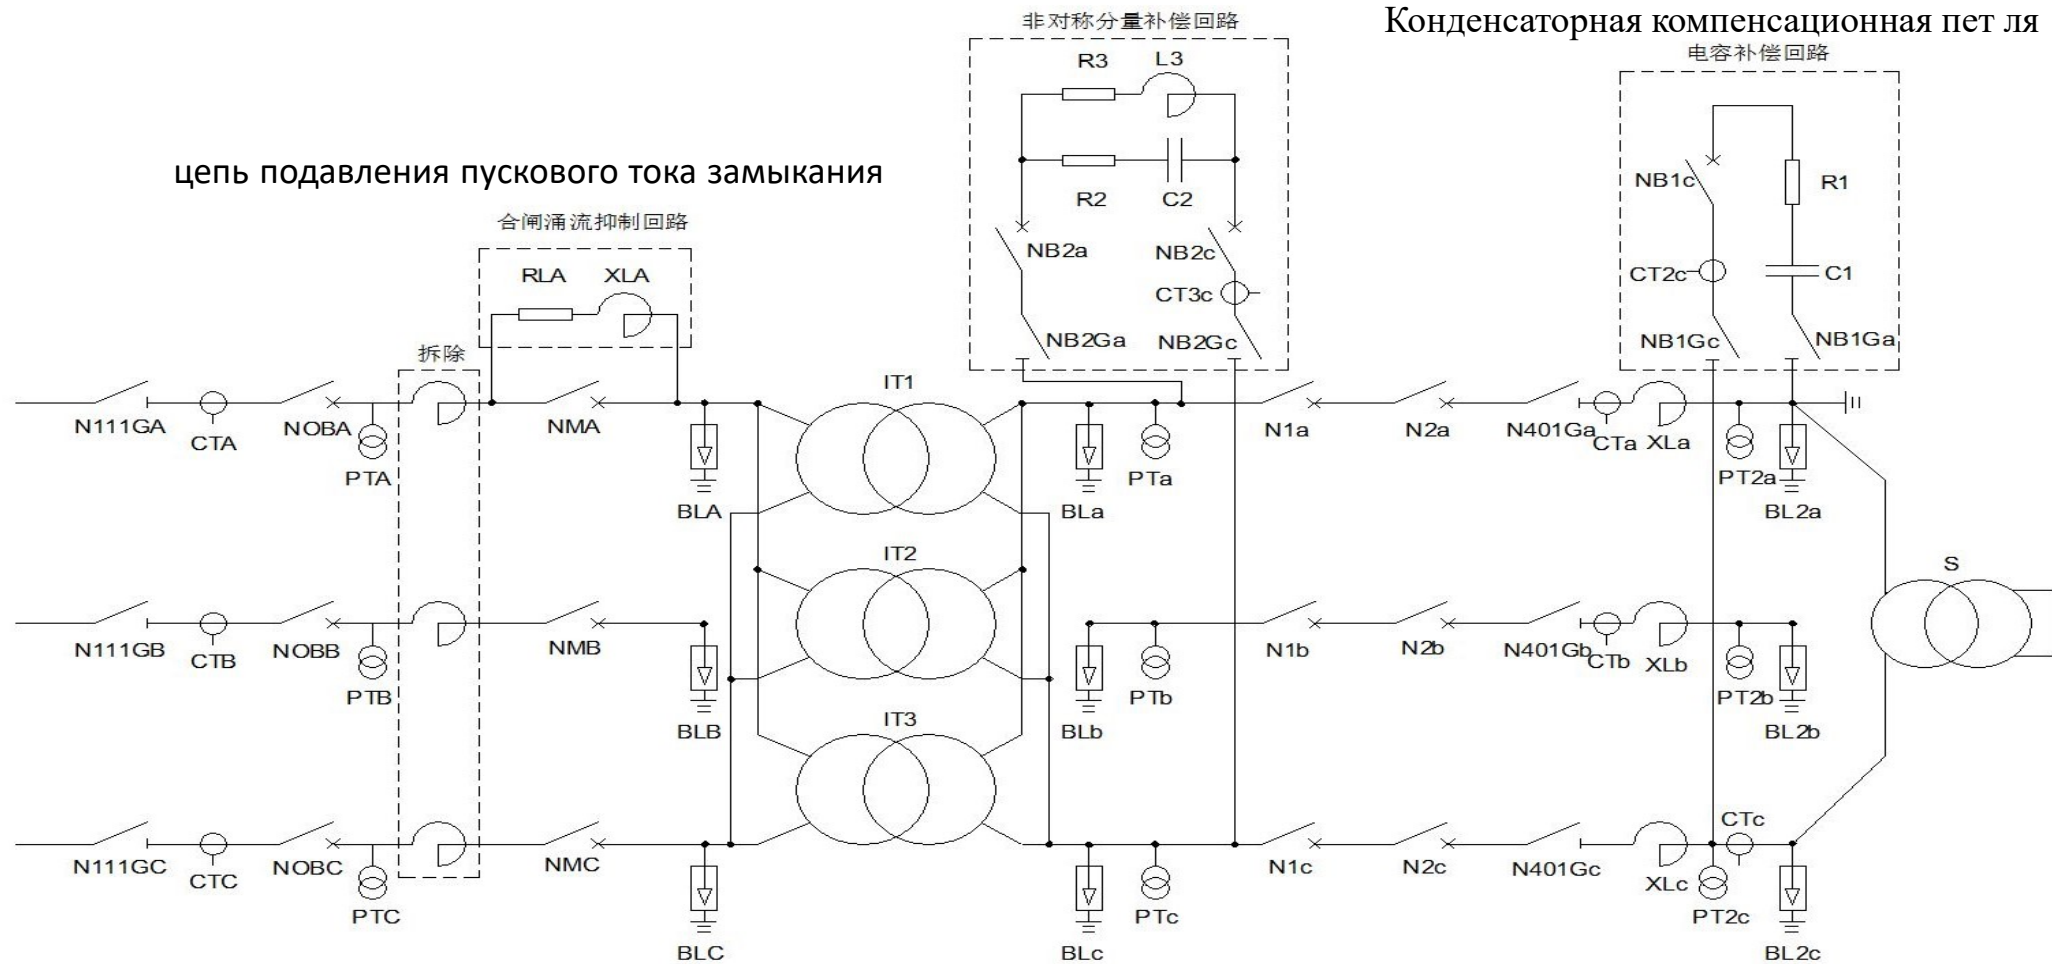 非对称分量补偿回路
Конденсаторная компенсационная пет ля
电容补偿回路
R3 L3
цепь подавления пускового тока замыкания
R2 C2
NB1c R1
合闸涌流抑制回路
NB2a NB2c
RLA XLA
CT3c
CT2c C1
NB2Ga NB2Gc
NB1Gc NB1Ga
拆除
IT1
N111GA CTA NOBA PTA NMA BLA
BLa PTa N1a N2a N401Ga CTa XLa PT2a BL2a
IT2
S
N111GB CTB NOBB PTB NMB BLB
BLb PTb N1b N2b N401Gb CTb XLb PT2b BL2b
IT3
CTc
N111GC CTC NOBC PTC NMC BLC
BLc PTc N1c N2c N401Gc XLc PT2c BL2c